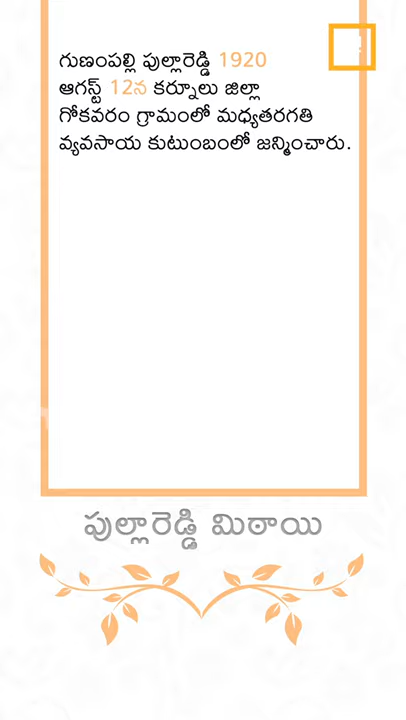 గుణంపల్లి పుల్లారెడ్డి 1920
ఆగస్ట్ 12న కర్నూలు జిల్లా
గోకవరం గ్రామంలో మధ్యతరగతి
వ్యవసాయ కుటుంబంలో జన్మించారు.
పుల్లారెడ్డి మిఠాయి